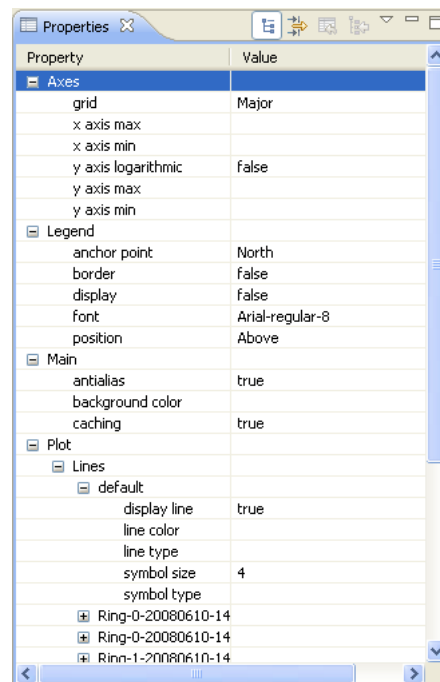 Properties
Property Value
Axes
grid Major
x axis max
x axis min
y axis logarithmic false
y axis max
y axis min
Legend
anchor point North
border false
display false
font Arial-regular-8
position Above
Main
antialias true
background color
caching true
Plot
Lines
default
display line true
line color
line type
symbol size 4
symbol type
Ring-0-20080610-14
Ring-0-20080610-14
Ring-1-20080610-14